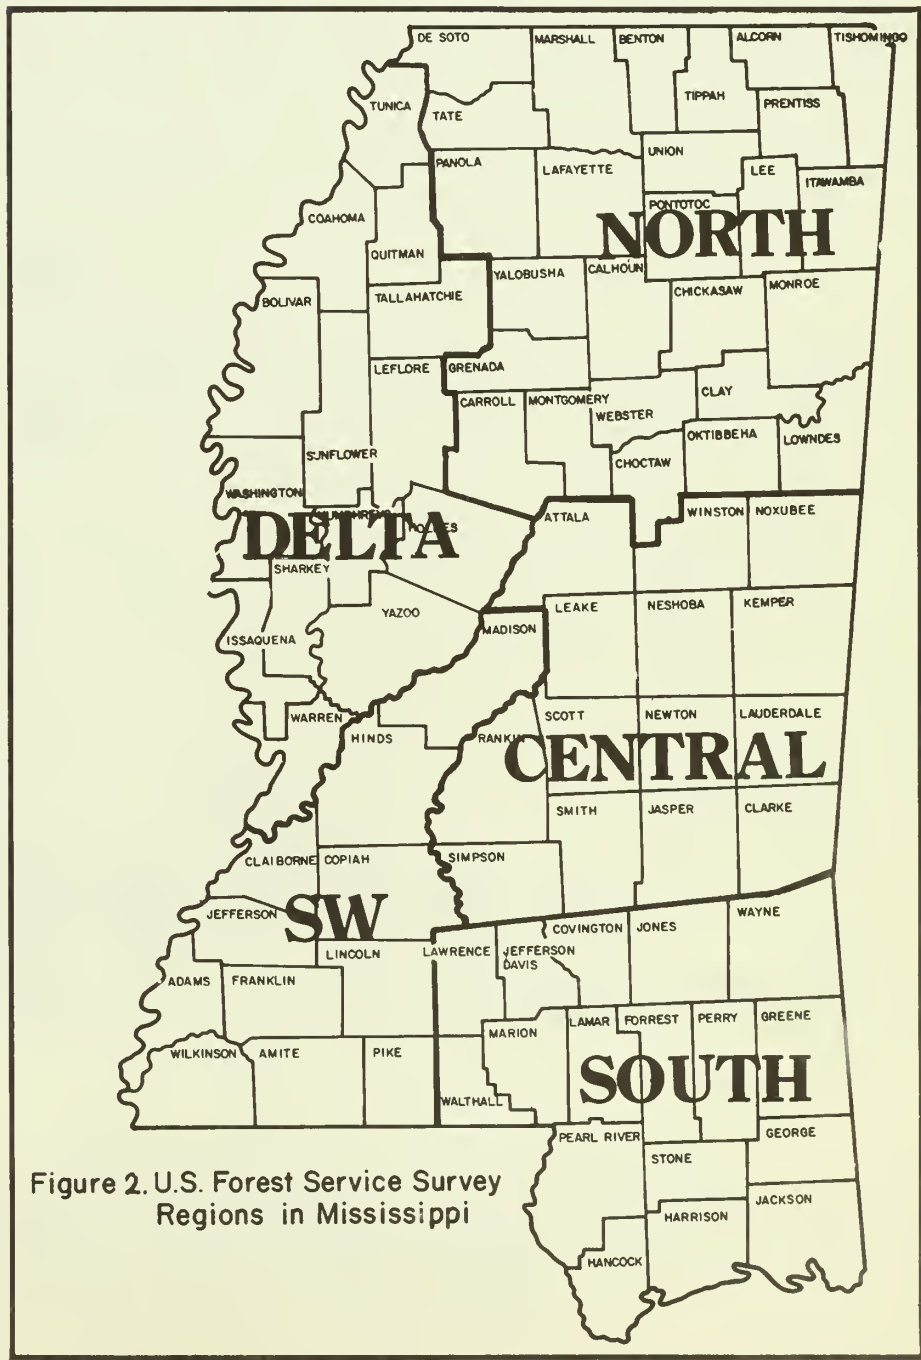 DE SOTO
MARSHALL
BENTON
ALCORN
TISHOMINGO
TUNICA
TATE
TIPPAH
PRENTISS
PANOLA
LAFAYETTE
UNION
LEE
ITAWAMBA
PONTOTOC
NORTH
COAHOMA
QUITMAN
YALOBUSHA
CALHOUN
CHICKASAW
MONROE
BOLIVAR
TALLAHATCHIE
LEFLORE
GRENADA
CARROLL
MONTGOMERY
WEBSTER
CLAY
SUNFLOWER
OKTIBBEHA
LOWNDES
CHOCTAW
WASHINGTON
HUMPHREYS
HOLMES
DELTA
ATTALA
WINSTON
NOXUBEE
SHARKEY
YAZOO
LEAKE
NESHOBA
KEMPER
ISSAQUENA
MADISON
WARREN
HINDS
RANKIN
SCOTT
NEWTON
LAUDERDALE
CENTRAL
SMITH
JASPER
CLARKE
CLAIBORNE
COPIAH
SIMPSON
JEFFERSON
SW
LINCOLN
LAWRENCE
JEFFERSON
DAVIS
COVINGTON
JONES
WAYNE
ADAMS
FRANKLIN
MARION
LAMAR
FORREST
PERRY
GREENE
WILKINSON
AMITE
PIKE
SOUTH
WALTHALL
PEARL RIVER
GEORGE
STONE
JACKSON
HARRISON
HANCOCK
Figure 2. U.S. Forest Service Survey
Regions in Mississippi